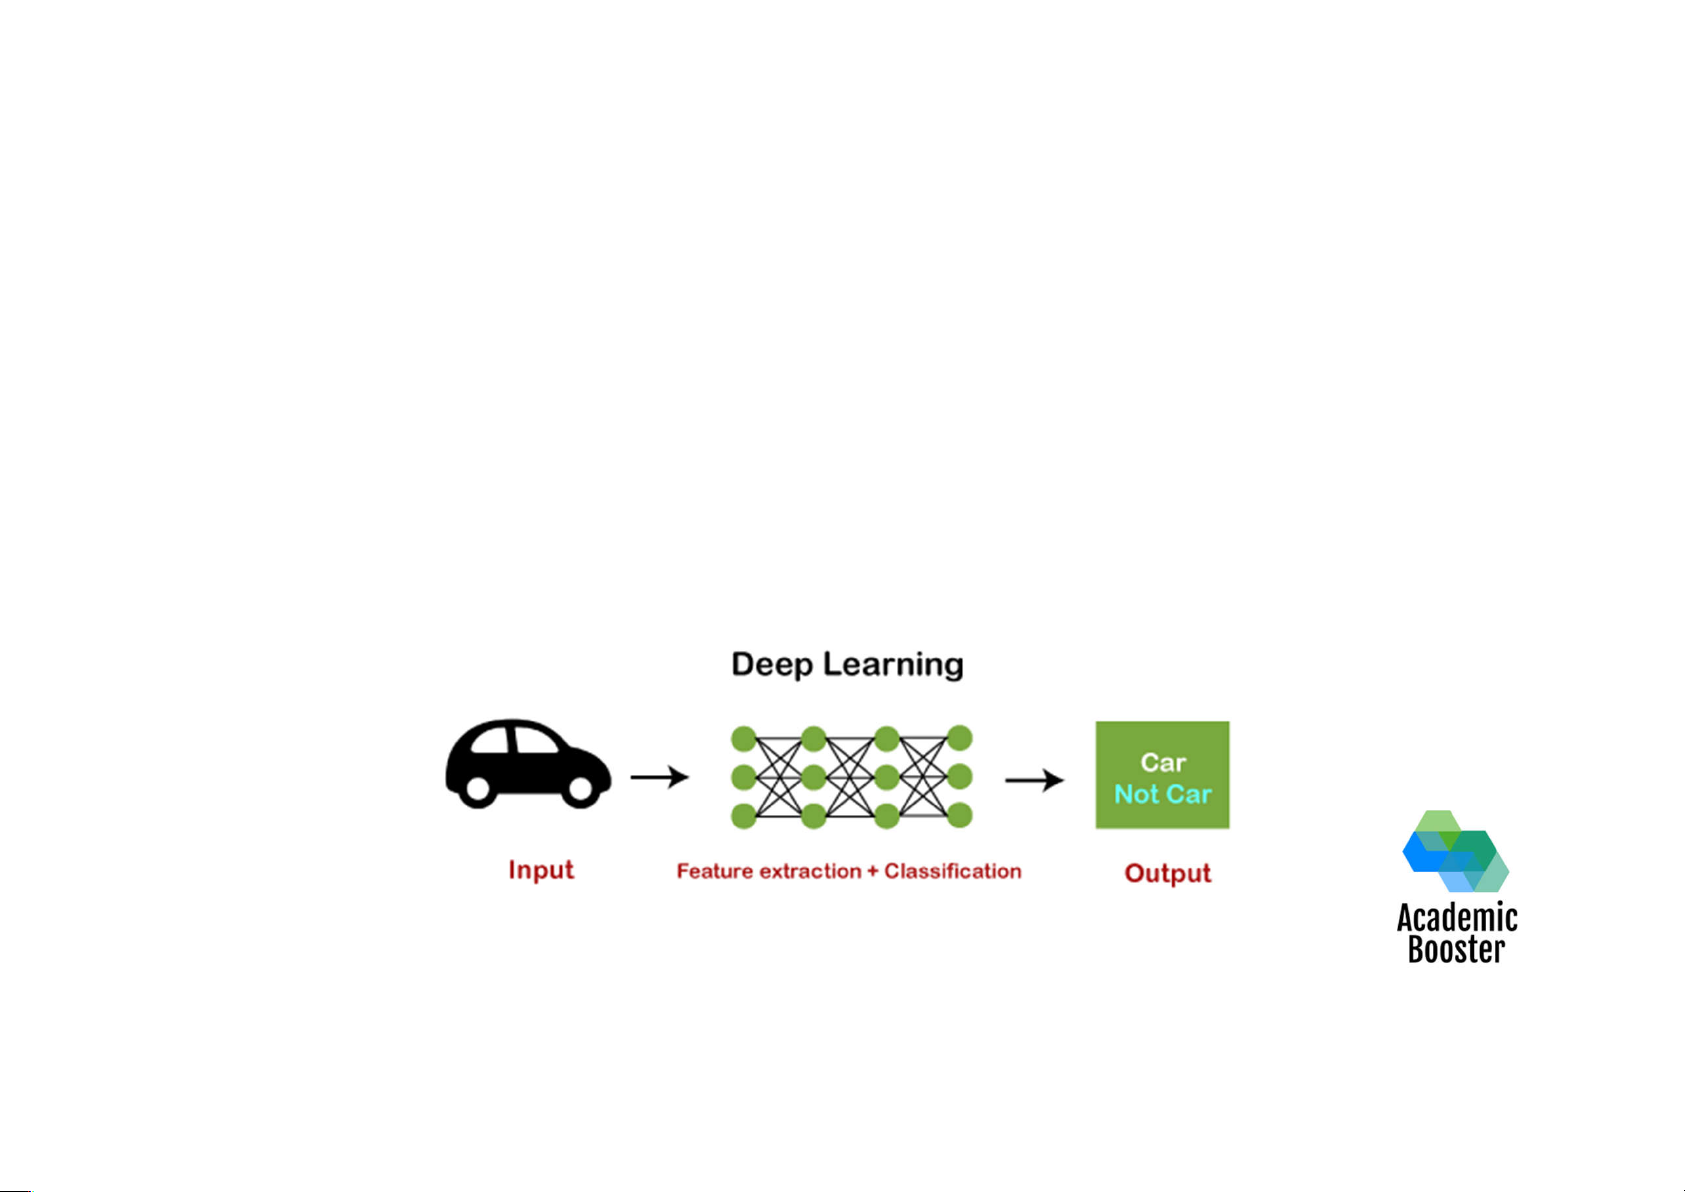 Deep Learning
Car
Not Car
Input
Feature extraction + Classification
Output
Academic
Booster